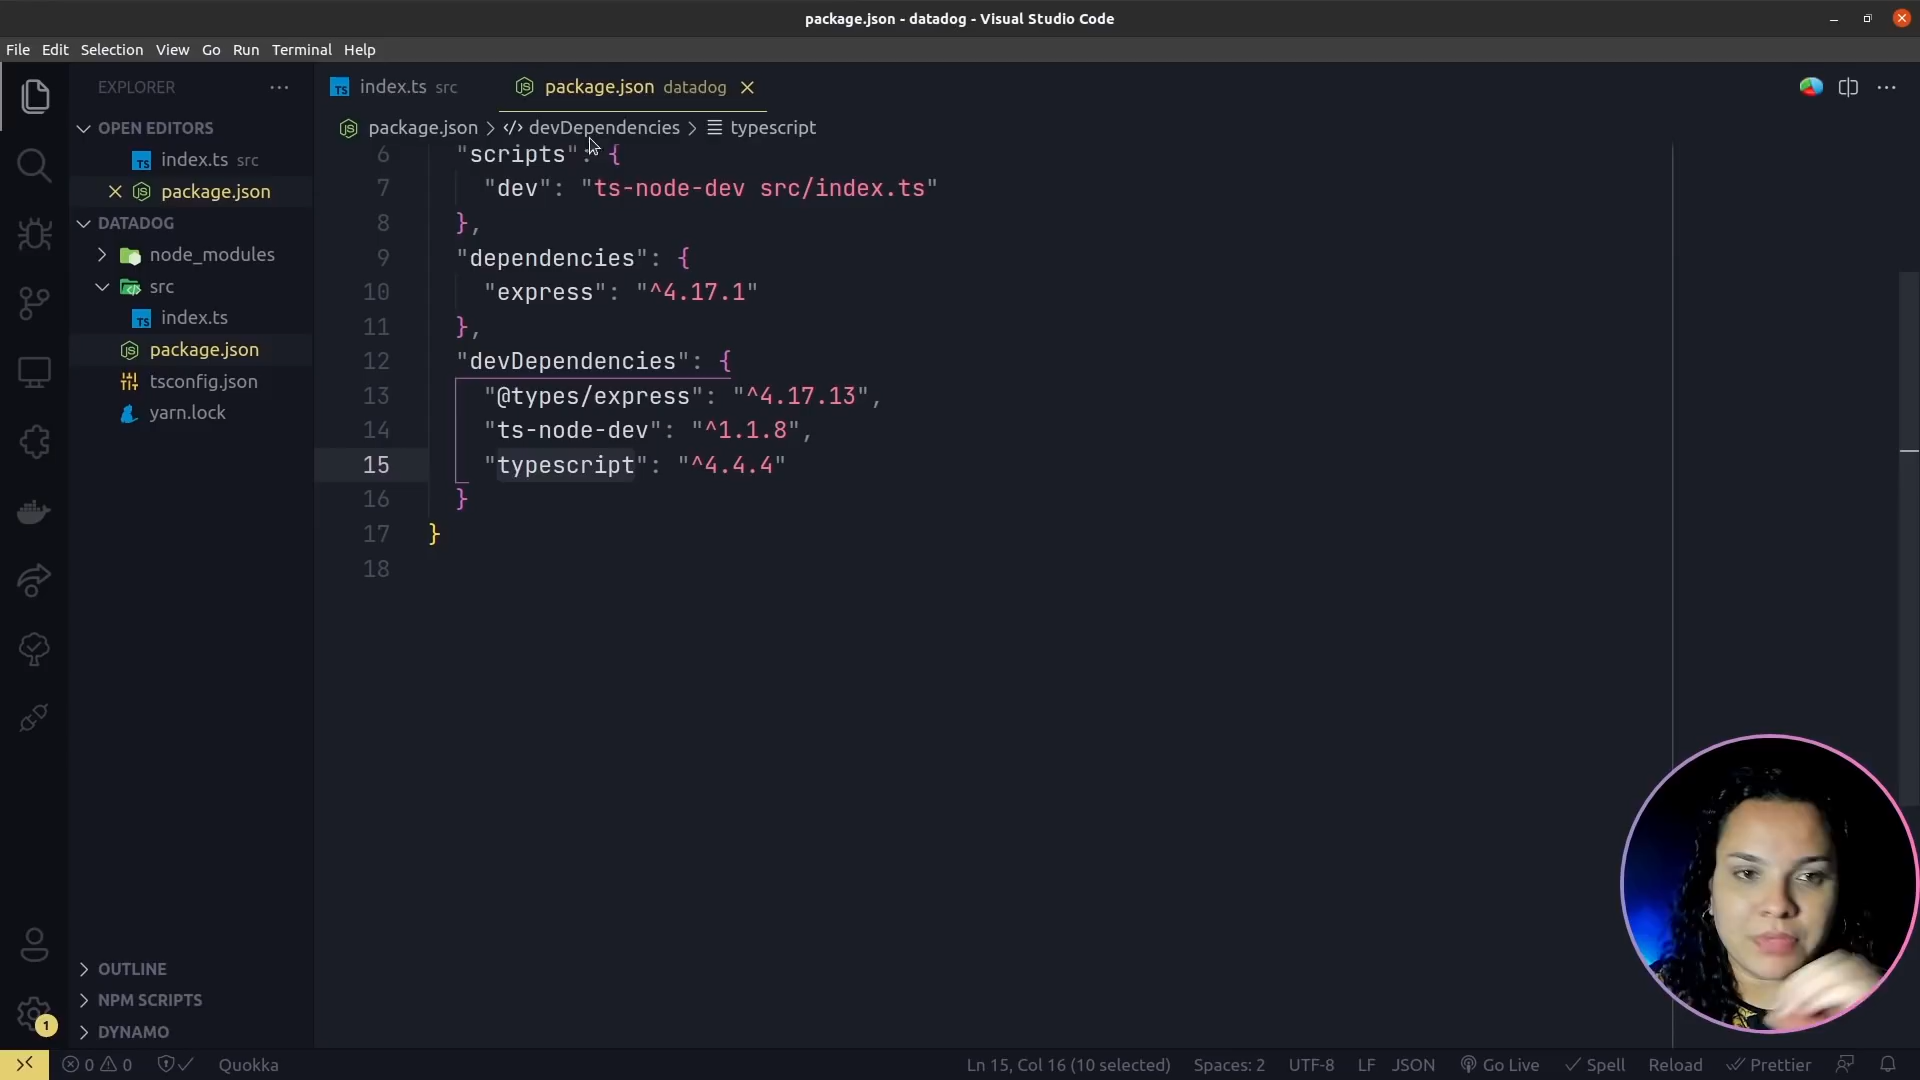 package.json - datadog - Visual Studio Code
File Edit Selection View Go Run Terminal Help
EXPLORER
OPEN EDITORS
index.ts src
package.json
DATADOG
node_modules
src
index.ts
package.json
tsconfig.json
yarn.lock
OUTLINE
NPM SCRIPTS
DYNAMO
1
index.ts src package.json datadog
package.json > devDependencies > typescript
6 "scripts": {
7 "dev": "ts-node-dev src/index.ts"
8 },
9 "dependencies": {
10 "express": "^4.17.1"
11 },
12 "devDependencies": {
13 "@types/express": "^4.17.13",
14 "ts-node-dev": "^1.1.8",
15 "typescript": "^4.4.4"
16 }
17 }
18
0 0 Quokka Ln 15, Col 16 (10 selected) Spaces: 2 UTF-8 LF JSON Go Live Spell Reload Prettier